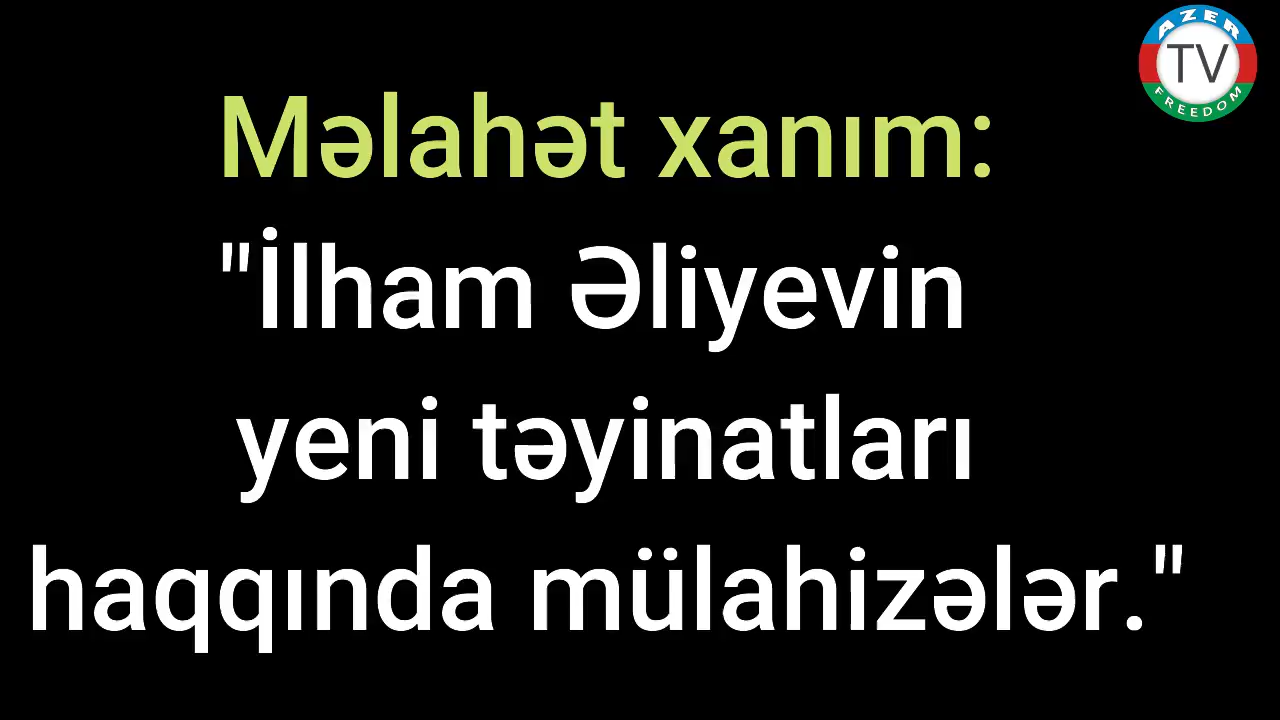 AZER
TV
FREEDOM
Məlahət xanım:
"İlham Əliyevin
yeni təyinatları
haqqında mülahizələr."